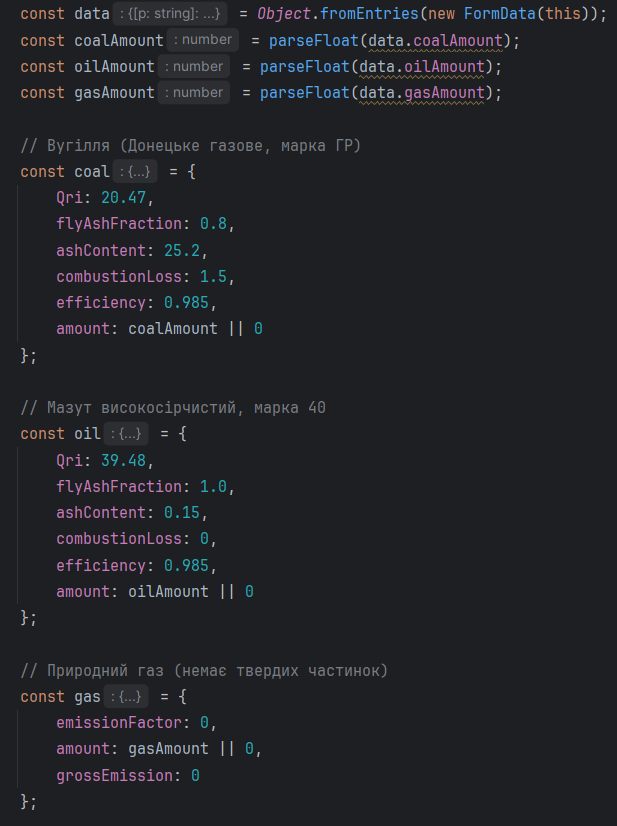 const data : {[p: string]: ...} = Object.fromEntries(new FormData(this));
const coalAmount : number = parseFloat(data.coalAmount);
const oilAmount : number = parseFloat(data.oilAmount);
const gasAmount : number = parseFloat(data.gasAmount);
// Вугілля (Донецьке газове, марка ГР)
const coal : {...} = {
Qri: 20.47,
flyAshFraction: 0.8,
ashContent: 25.2,
combustionLoss: 1.5,
efficiency: 0.985,
amount: coalAmount || 0
};
// Мазут високосірчистий, марка 40
const oil : {...} = {
Qri: 39.48,
flyAshFraction: 1.0,
ashContent: 0.15,
combustionLoss: 0,
efficiency: 0.985,
amount: oilAmount || 0
};
// Природний газ (немає твердих частинок)
const gas : {...} = {
emissionFactor: 0,
amount: gasAmount || 0,
grossEmission: 0
};